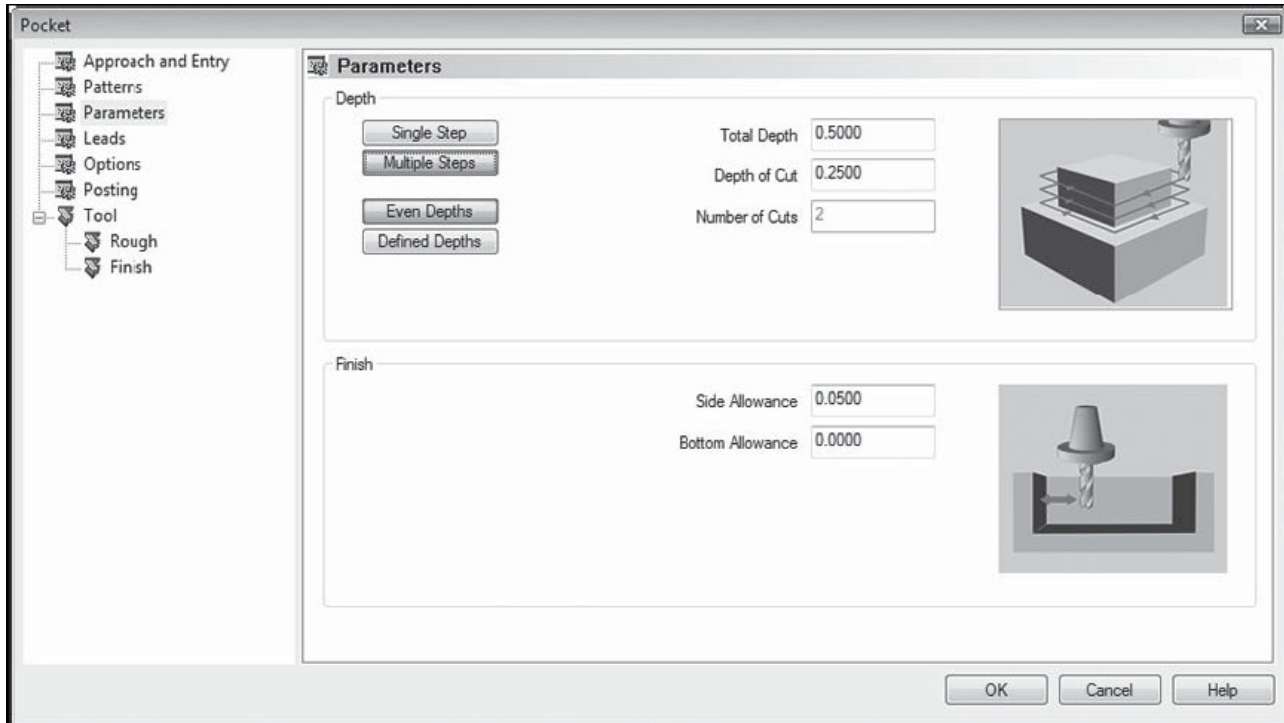 Pocket
Approach and Entry
Patterns
Parameters
Leads
Options
Posting
Tool
Rough
Finish
Parameters
Depth
Single Step
Multiple Steps
Even Depths
Defined Depths
Total Depth 0.5000
Depth of Cut 0.2500
Number of Cuts 2
Finish
Side Allowance 0.0500
Bottom Allowance 0.0000
OK Cancel Help